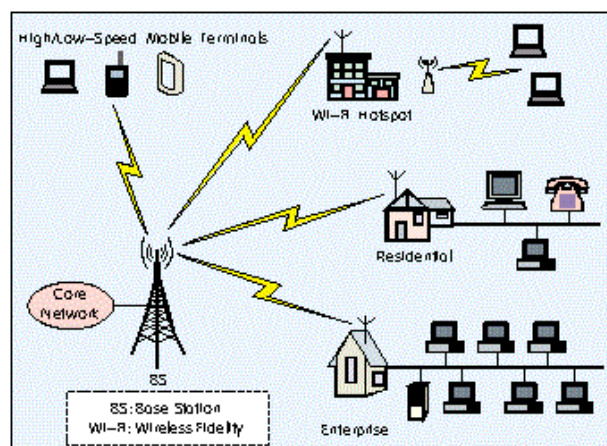 High/Low-Speed Mobile Terminals
Wi-Fi Hotspot
Residential
Core
Network
BS
Enterprise
BS: Base Station
Wi-Fi: Wireless Fidelity